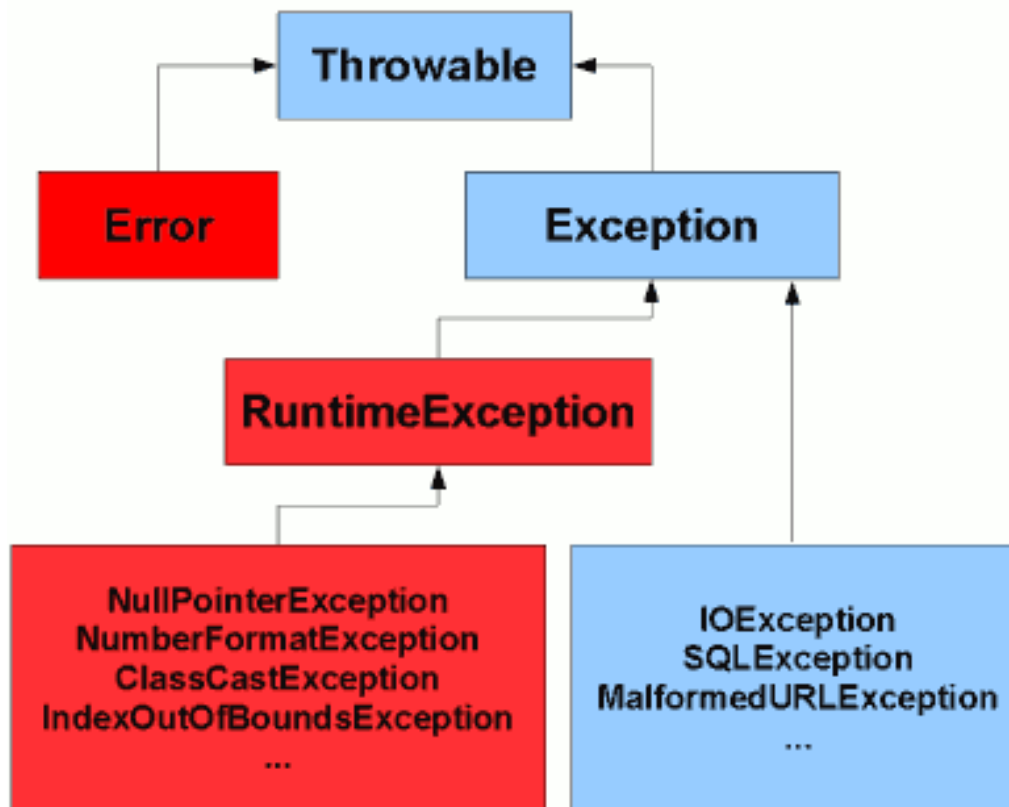 Throwable
Error
Exception
RuntimeException
NullPointerException
NumberFormatException
ClassCastException
IndexOutOfBoundsException
...
IOException
SQLException
MalformedURLException
...